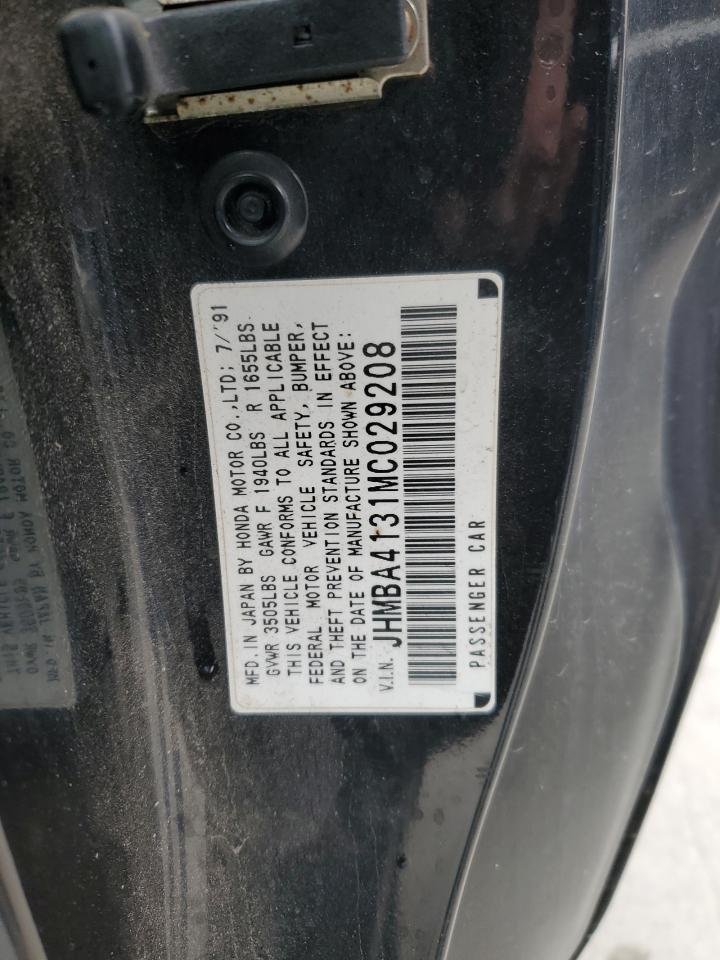 MFD. IN JAPAN BY HONDA MOTOR CO.,LTD; 7/'91
GVWR 3505LBS GAWR F 1940LBS R 1655LBS.
THIS VEHICLE CONFORMS TO ALL APPLICABLE
FEDERAL MOTOR VEHICLE SAFETY, BUMPER,
AND THEFT PREVENTION STANDARDS IN EFFECT
ON THE DATE OF MANUFACTURE SHOWN ABOVE:
V.I.N. JHMBA4131MC029208
PASSENGER CAR